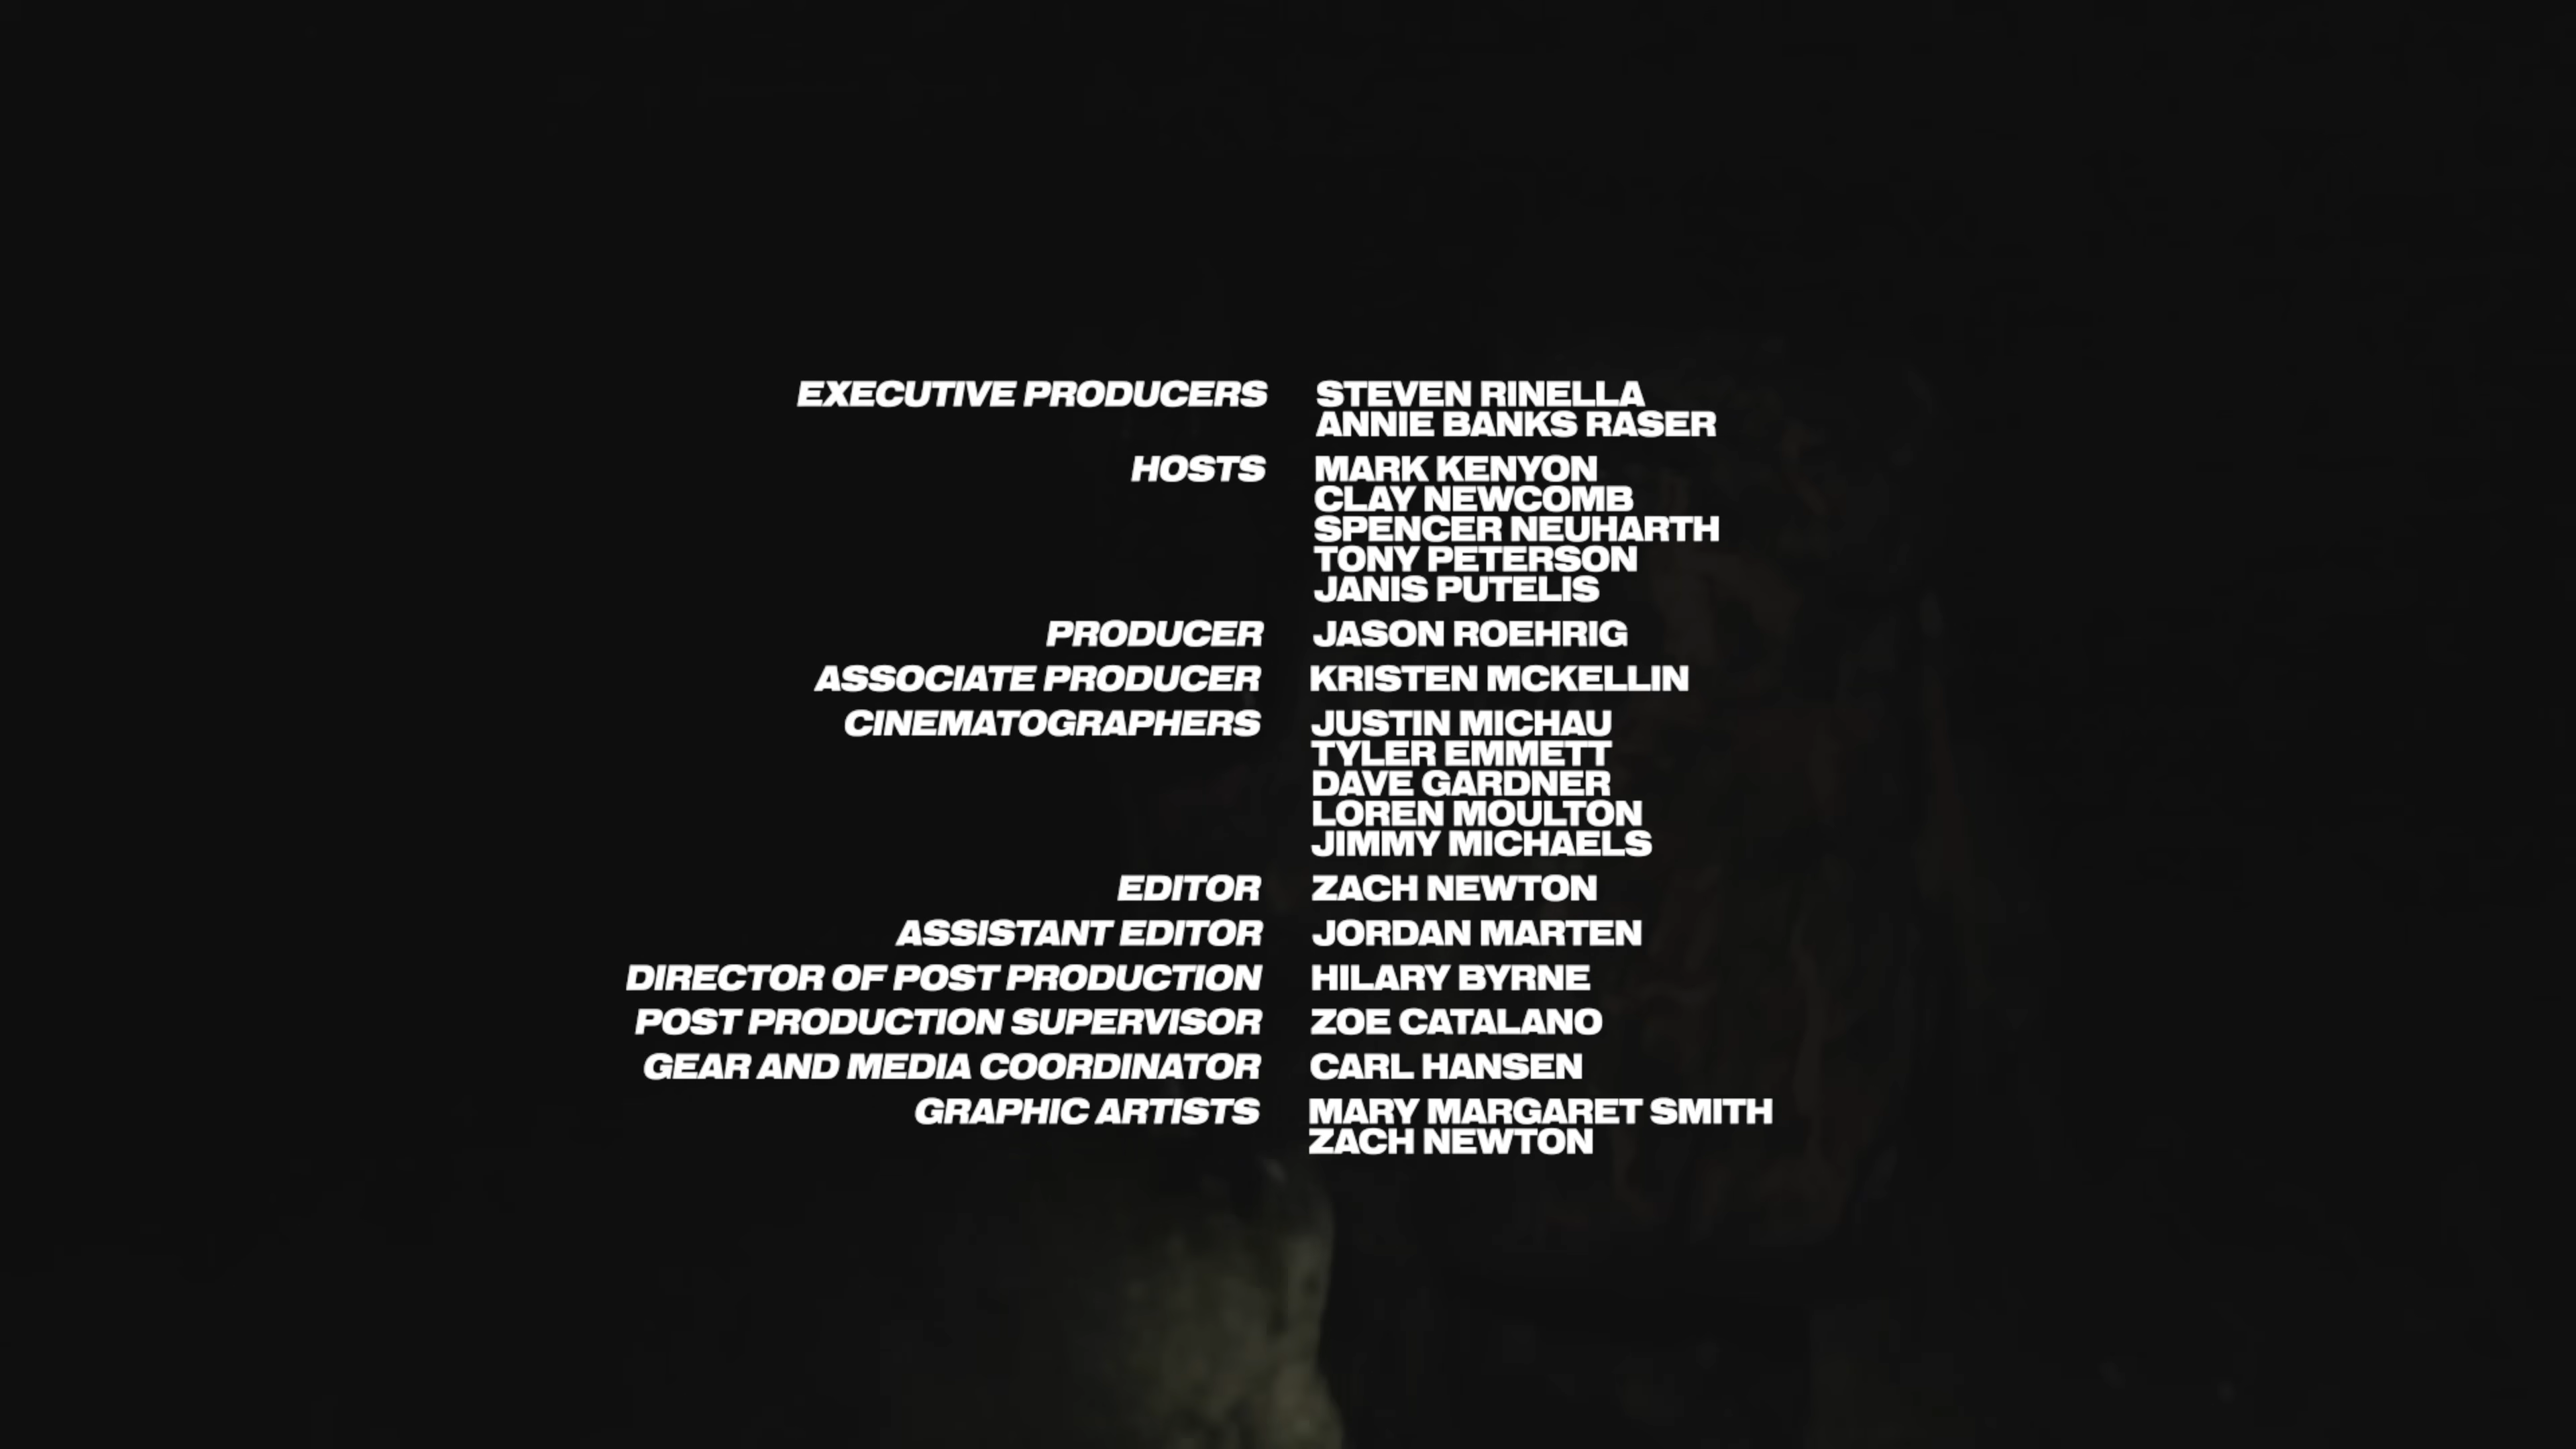 EXECUTIVE PRODUCERS STEVEN RINELLA
ANNIE BANKS RASER
HOSTS MARK KENYON
CLAY NEWCOMB
SPENCER NEUHARTH
TONY PETERSON
JANIS PUTELIS
PRODUCER JASON ROEHRIG
ASSOCIATE PRODUCER KRISTEN MCKELLIN
CINEMATOGRAPHERS JUSTIN MICHAU
TYLER EMMETT
DAVE GARDNER
LOREN MOULTON
JIMMY MICHAELS
EDITOR ZACH NEWTON
ASSISTANT EDITOR JORDAN MARTEN
DIRECTOR OF POST PRODUCTION HILARY BYRNE
POST PRODUCTION SUPERVISOR ZOE CATALANO
GEAR AND MEDIA COORDINATOR CARL HANSEN
GRAPHIC ARTISTS MARY MARGARET SMITH
ZACH NEWTON